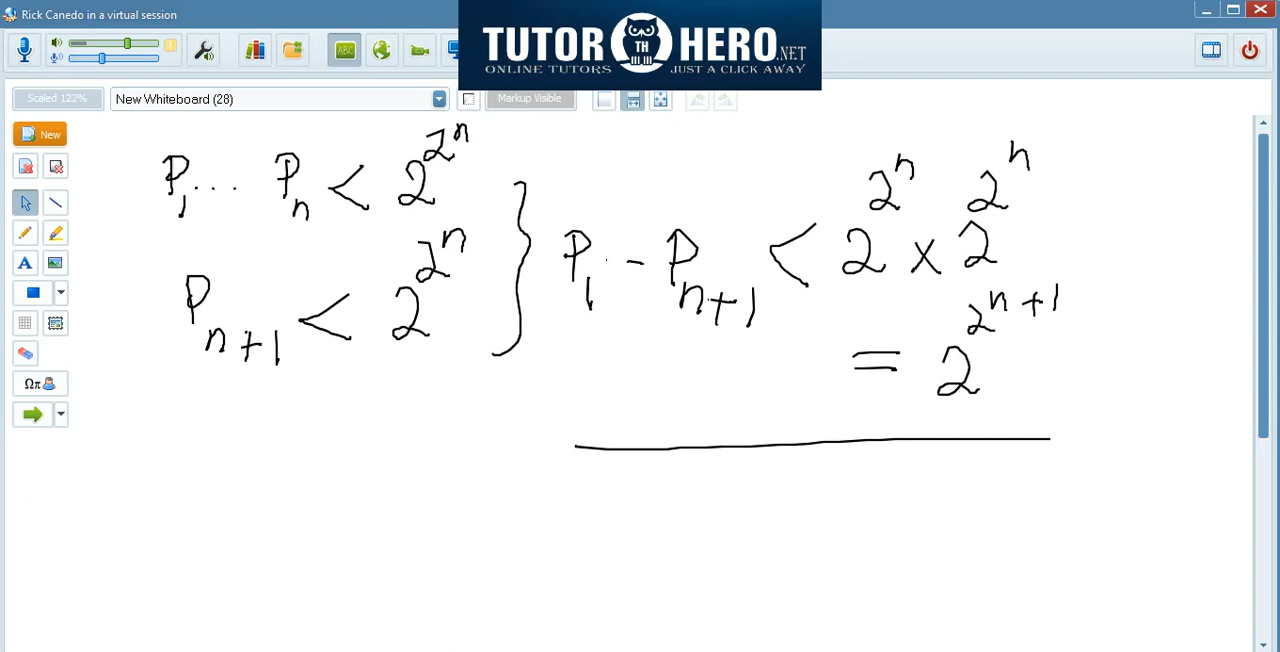 Rick Canedo in a virtual session
TUTOR TH HERO.NET
ONLINE TUTORS JUST A CLICK AWAY
ABC
Scaled 122%
New Whiteboard (28)
Markup Visible
New
A
Ωπ
P₁... Pₙ < 2^2^n
Pₙ₊₁ < 2^2^n
P₁ .- Pₙ₊₁ < 2^2^n × 2^2^n
= 2^2^n+1